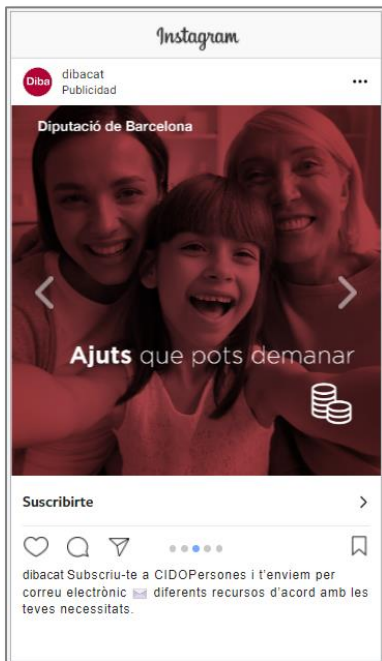 Instagram
Diba
dibacat
Publicidad
Diputació de Barcelona
Ajuts que pots demanar
Suscribirte
dibacat Subscriu-te a CIDOPersones i t'enviem per
correu electrònic ✉️ diferents recursos d'acord amb les
teves necessitats.